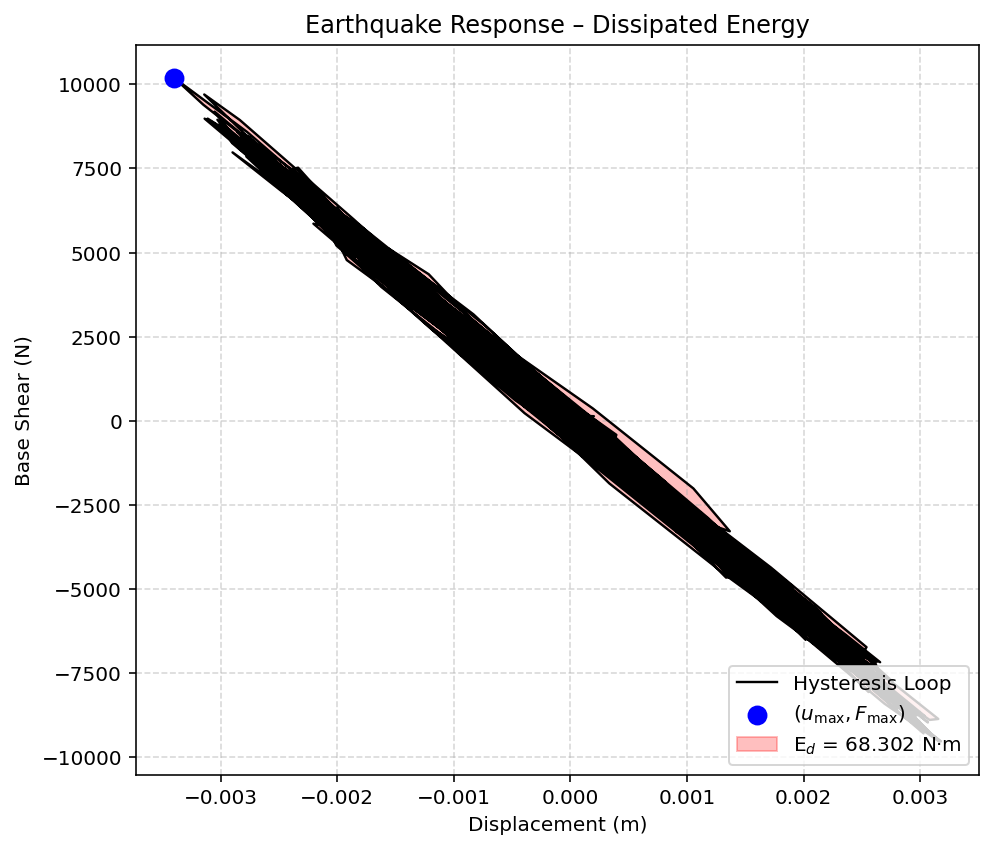 Earthquake Response – Dissipated Energy
10000
7500
5000
2500
0
−2500
−5000
−7500
−10000
Base Shear (N)
Hysteresis Loop
(u_max, F_max)
E_d = 68.302 N·m
−0.003
−0.002
−0.001
0.000
0.001
0.002
0.003
Displacement (m)